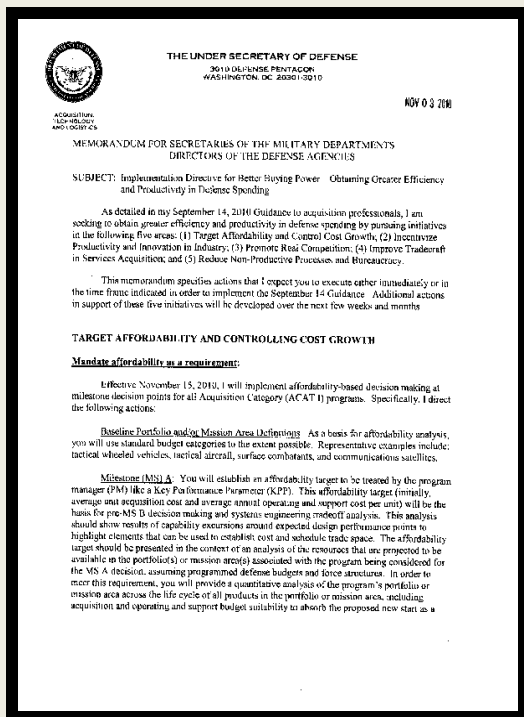 THE UNDER SECRETARY OF DEFENSE
3010 DEFENSE PENTAGON
WASHINGTON, DC 20301-3010
NOV 03 2010
ACQUISITION,
TECHNOLOGY
AND LOGISTICS
MEMORANDUM FOR SECRETARIES OF THE MILITARY DEPARTMENTS
DIRECTORS OF THE DEFENSE AGENCIES
SUBJECT: Implementation Directive for Better Buying Power Obtaining Greater Efficiency
and Productivity in Defense Spending
As detailed in my September 14, 2010 Guidance to acquisition professionals, I am
seeking to obtain greater efficiency and productivity in defense spending by pursuing initiatives
in the following five areas: (1) Target Affordability and Control Cost Growth; (2) Incentivize
Productivity and Innovation in Industry; (3) Promote Real Competition; (4) Improve Tradecraft
in Services Acquisition; and (5) Reduce Non-Productive Processes and Bureaucracy.
This memorandum specifies actions that I expect you to execute either immediately or in
the time frame indicated in order to implement the September 14 Guidance Additional actions
in support of these five initiatives will be developed over the next few weeks and months
TARGET AFFORDABILITY AND CONTROLLING COST GROWTH
Mandate affordability as a requirement:
Effective November 15, 2010, I will implement affordability-based decision making at
milestone decision points for all Acquisition Category (ACAT I) programs. Specifically, I direct
the following actions:
Baseline Portfolio and/or Mission Area Definitions As a basis for affordability analysis,
you will use standard budget categories to the extent possible. Representative examples include:
tactical wheeled vehicles, tactical aircraft, surface combatants, and communications satellites.
Milestone (MS) A: You will establish an affordability target to be treated by the program
manager (PM) like a Key Performance Parameter (KPP). This affordability target (initially,
average unit acquisition cost and average annual operating and support cost per unit) will be the
basis for pre-MS B decision making and systems engineering tradeoff analysis. This analysis
should show results of capability excursions around expected design performance points to
highlight elements that can be used to establish cost and schedule trade space. The affordability
target should be presented in the context of an analysis of the resources that are projected to be
available in the portfolio(s) or mission area(s) associated with the program being considered for
the MS A decision, assuming programmed defense budgets and force structures. In order to
meet this requirement, you will provide a quantitative analysis of the program's portfolio or
mission area across the life cycle of all products in the portfolio or mission area, including
acquisition and operating and support budget suitability to absorb the proposed new start as a